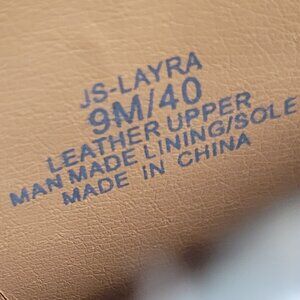 JS-LAYRA
9M/40
LEATHER UPPER
MAN MADE LINING/SOLE
MADE IN CHINA